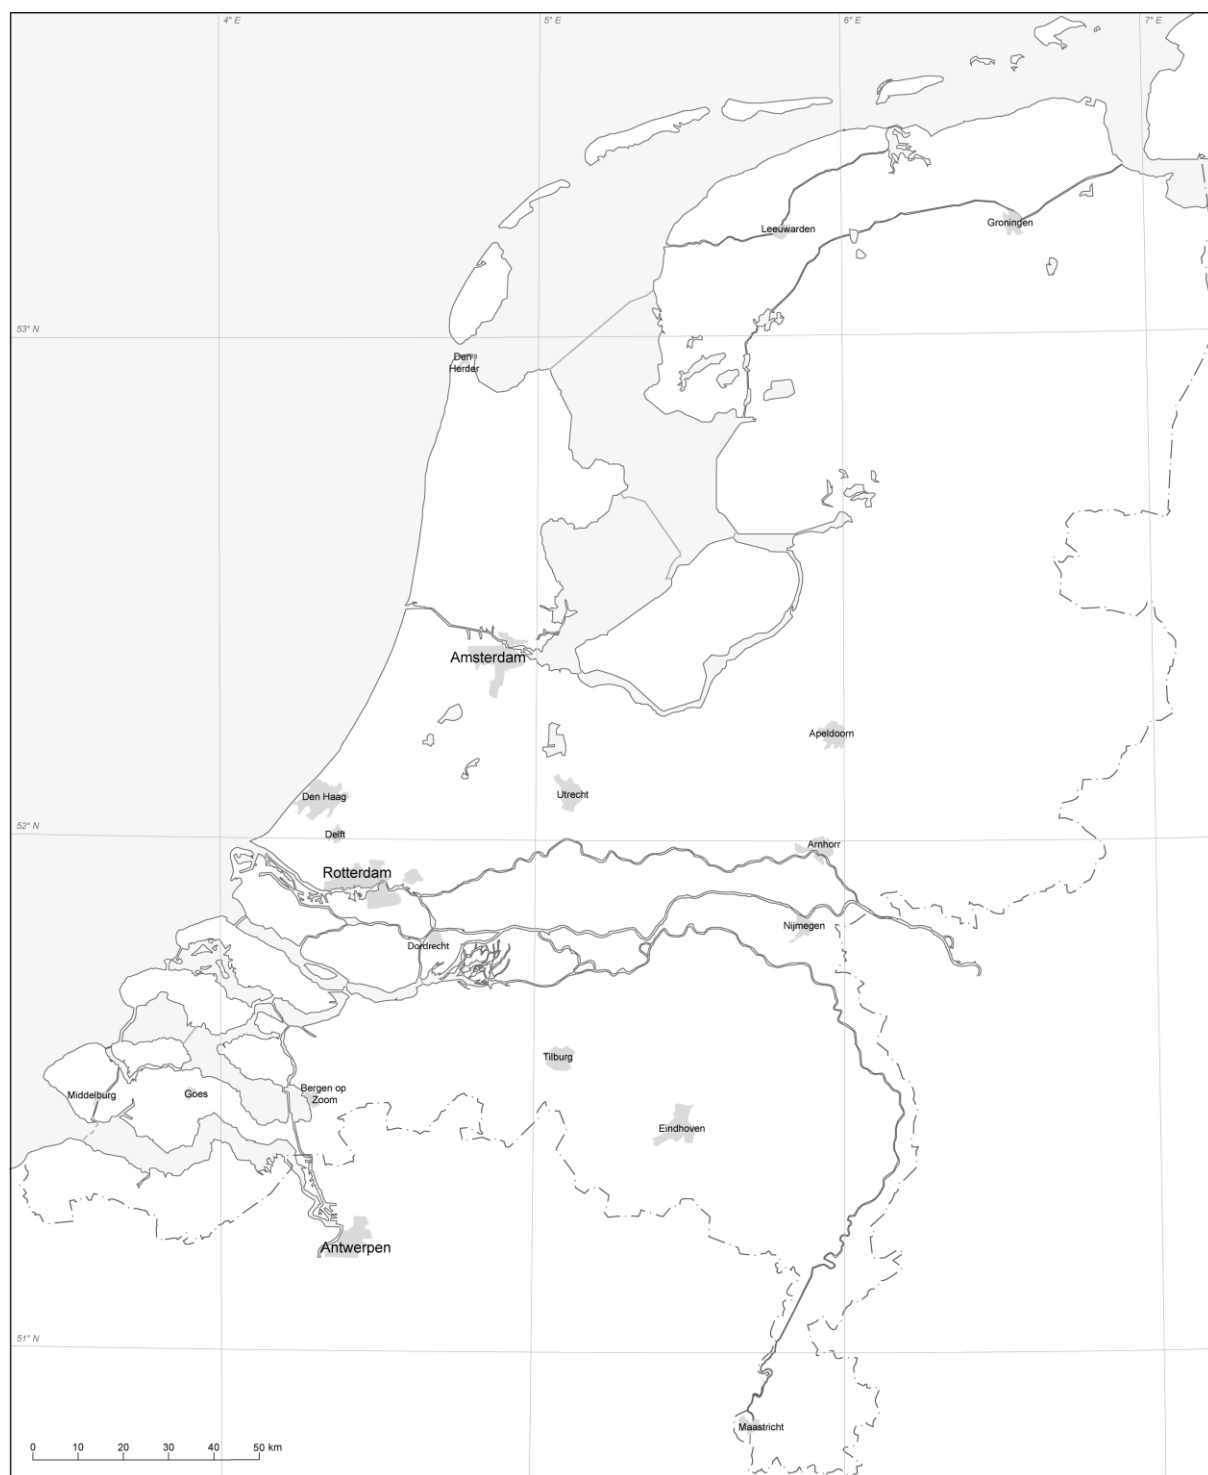 4° E
5° E
6° E
7° E
Groningen
Leeuwarden
53° N
Den
Herder
Amsterdam
Apeldoorn
Utrecht
Den Haag
52° N
Delft
Arnhorr
Rotterdam
Nijmegen
Dordrecht
Tilburg
Bergen op
Zoom
Middelburg
Goes
Eindhoven
Antwerpen
51° N
Maastricht
0 10 20 30 40 50 km